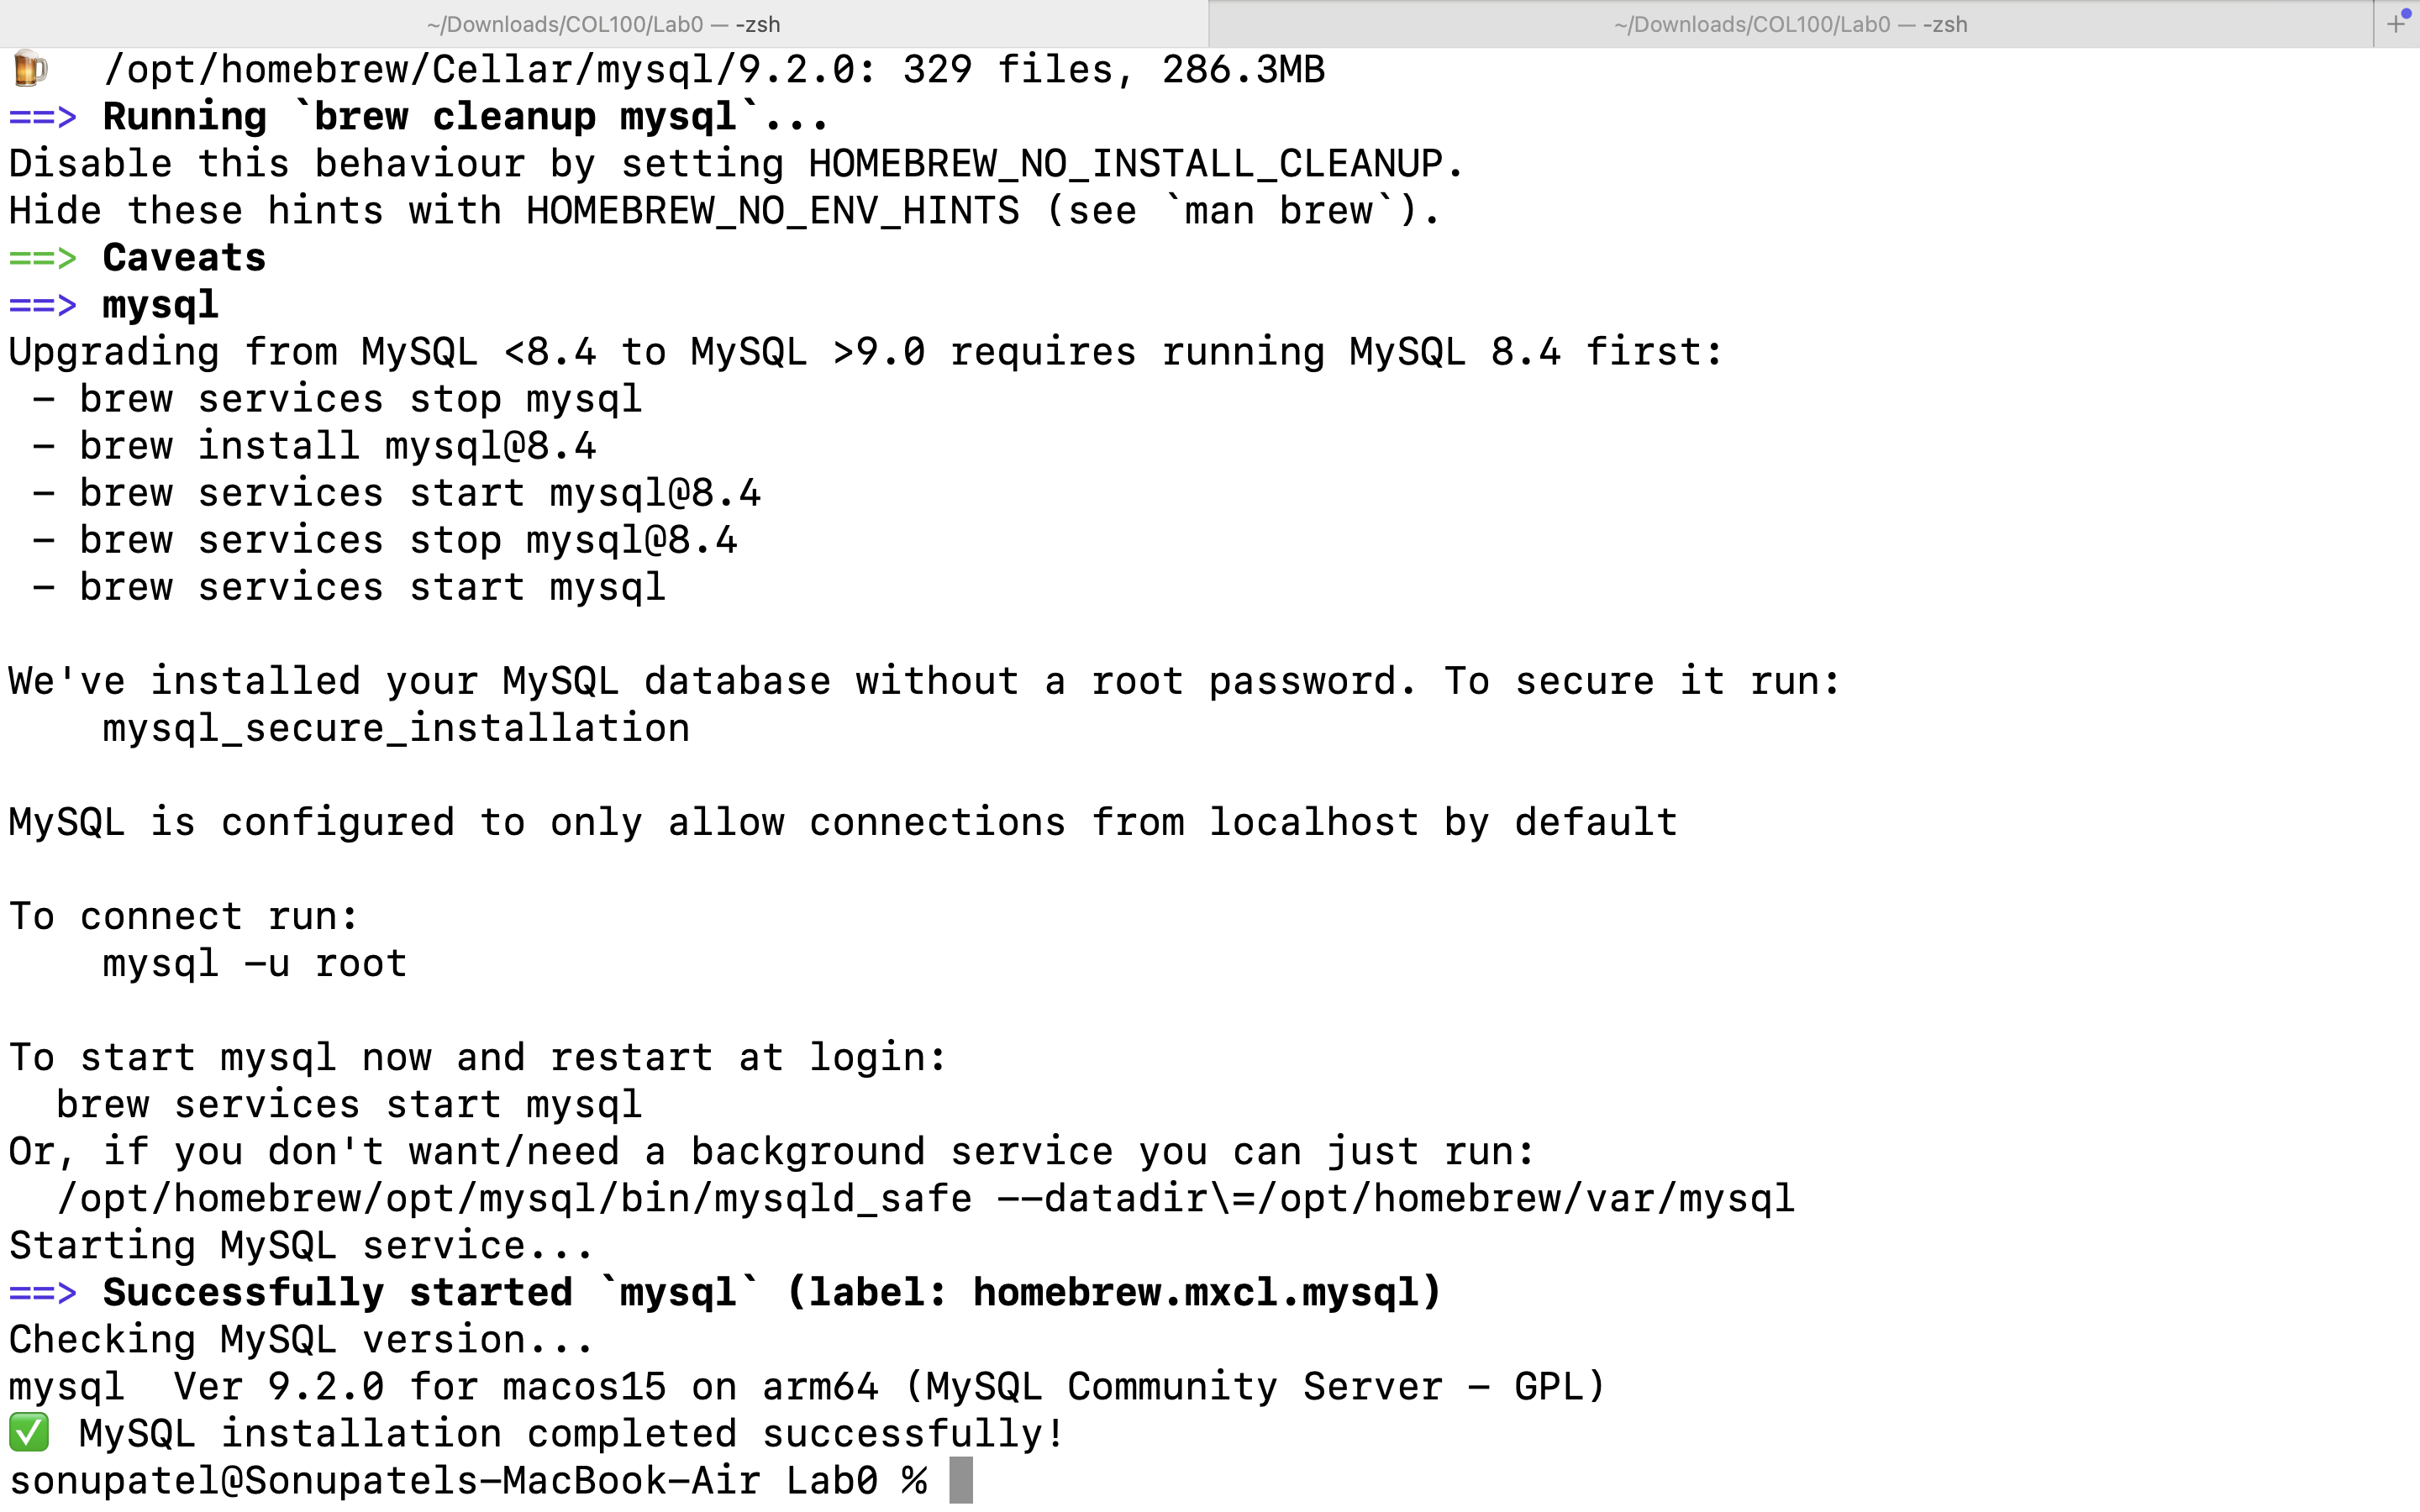 ~/Downloads/COL100/Lab0 — -zsh
~/Downloads/COL100/Lab0 — -zsh
+
🍺  /opt/homebrew/Cellar/mysql/9.2.0: 329 files, 286.3MB
==> Running `brew cleanup mysql`...
Disable this behaviour by setting HOMEBREW_NO_INSTALL_CLEANUP.
Hide these hints with HOMEBREW_NO_ENV_HINTS (see `man brew`).
==> Caveats
==> mysql
Upgrading from MySQL <8.4 to MySQL >9.0 requires running MySQL 8.4 first:
 - brew services stop mysql
 - brew install mysql@8.4
 - brew services start mysql@8.4
 - brew services stop mysql@8.4
 - brew services start mysql
We've installed your MySQL database without a root password. To secure it run:
    mysql_secure_installation
MySQL is configured to only allow connections from localhost by default
To connect run:
    mysql -u root
To start mysql now and restart at login:
  brew services start mysql
Or, if you don't want/need a background service you can just run:
  /opt/homebrew/opt/mysql/bin/mysqld_safe --datadir\=/opt/homebrew/var/mysql
Starting MySQL service...
==> Successfully started `mysql` (label: homebrew.mxcl.mysql)
Checking MySQL version...
mysql  Ver 9.2.0 for macos15 on arm64 (MySQL Community Server - GPL)
✅ MySQL installation completed successfully!
sonupatel@Sonupatels-MacBook-Air Lab0 %